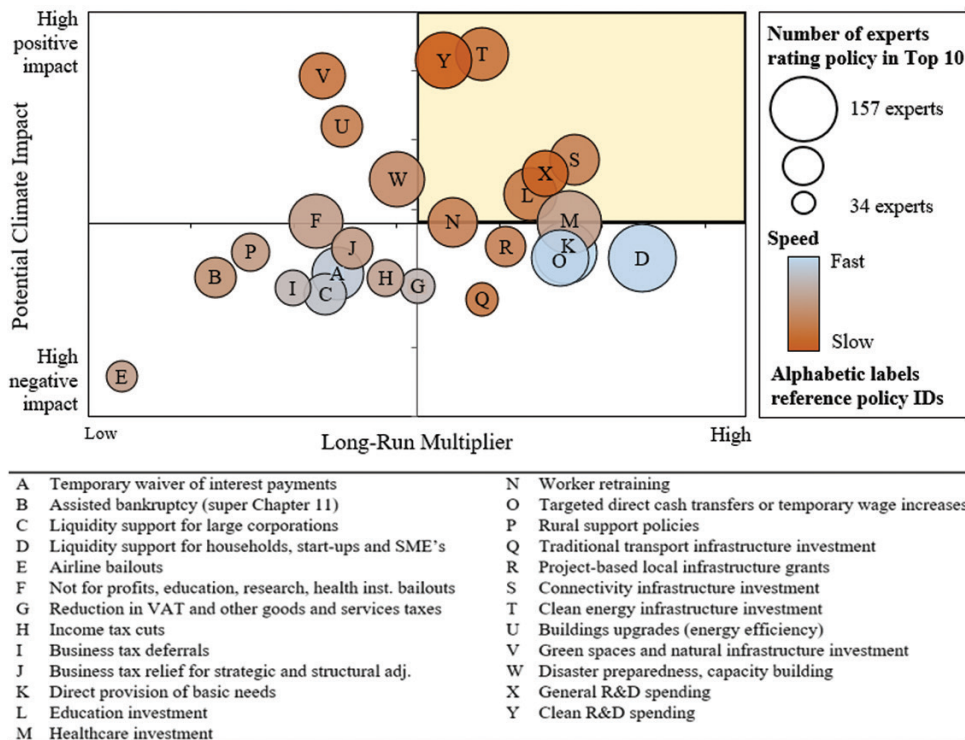 High
positive
impact
Potential Climate Impact
High
negative
impact
Y
T
V
U
W
S
X
L
F
N
M
P
J
R
K
O
D
B
A
I
C
H
G
Q
E
Low
Long-Run Multiplier
High
Number of experts
rating policy in Top 10
157 experts
34 experts
Speed
Fast
Slow
Alphabetic labels
reference policy IDs
A Temporary waiver of interest payments
B Assisted bankruptcy (super Chapter 11)
C Liquidity support for large corporations
D Liquidity support for households, start-ups and SME's
E Airline bailouts
F Not for profits, education, research, health inst. bailouts
G Reduction in VAT and other goods and services taxes
H Income tax cuts
I Business tax deferrals
J Business tax relief for strategic and structural adj.
K Direct provision of basic needs
L Education investment
M Healthcare investment
N Worker retraining
O Targeted direct cash transfers or temporary wage increases
P Rural support policies
Q Traditional transport infrastructure investment
R Project-based local infrastructure grants
S Connectivity infrastructure investment
T Clean energy infrastructure investment
U Buildings upgrades (energy efficiency)
V Green spaces and natural infrastructure investment
W Disaster preparedness, capacity building
X General R&D spending
Y Clean R&D spending